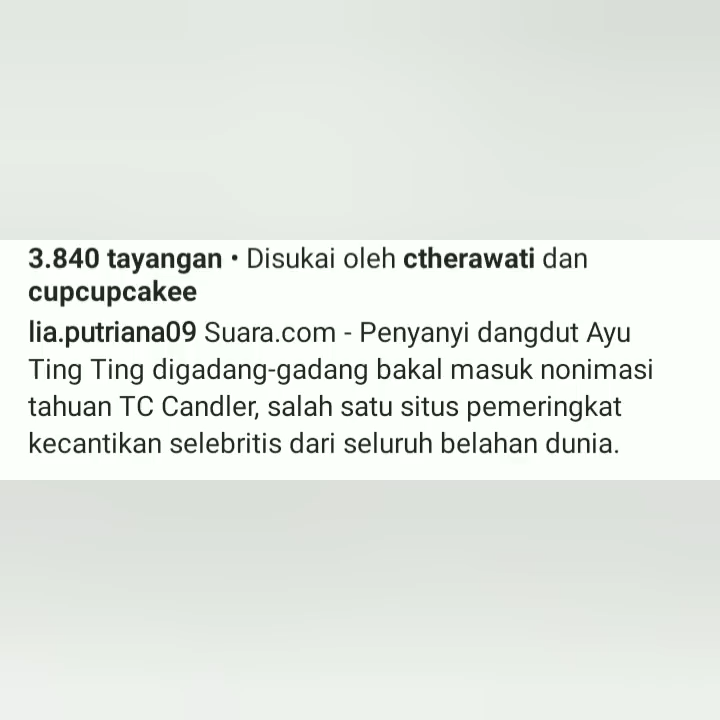 3.840 tayangan • Disukai oleh ctherawati dan
cupcupcakee
lia.putriana09 Suara.com - Penyanyi dangdut Ayu
Ting Ting digadang-gadang bakal masuk nonimasi
tahuan TC Candler, salah satu situs pemeringkat
kecantikan selebritis dari seluruh belahan dunia.